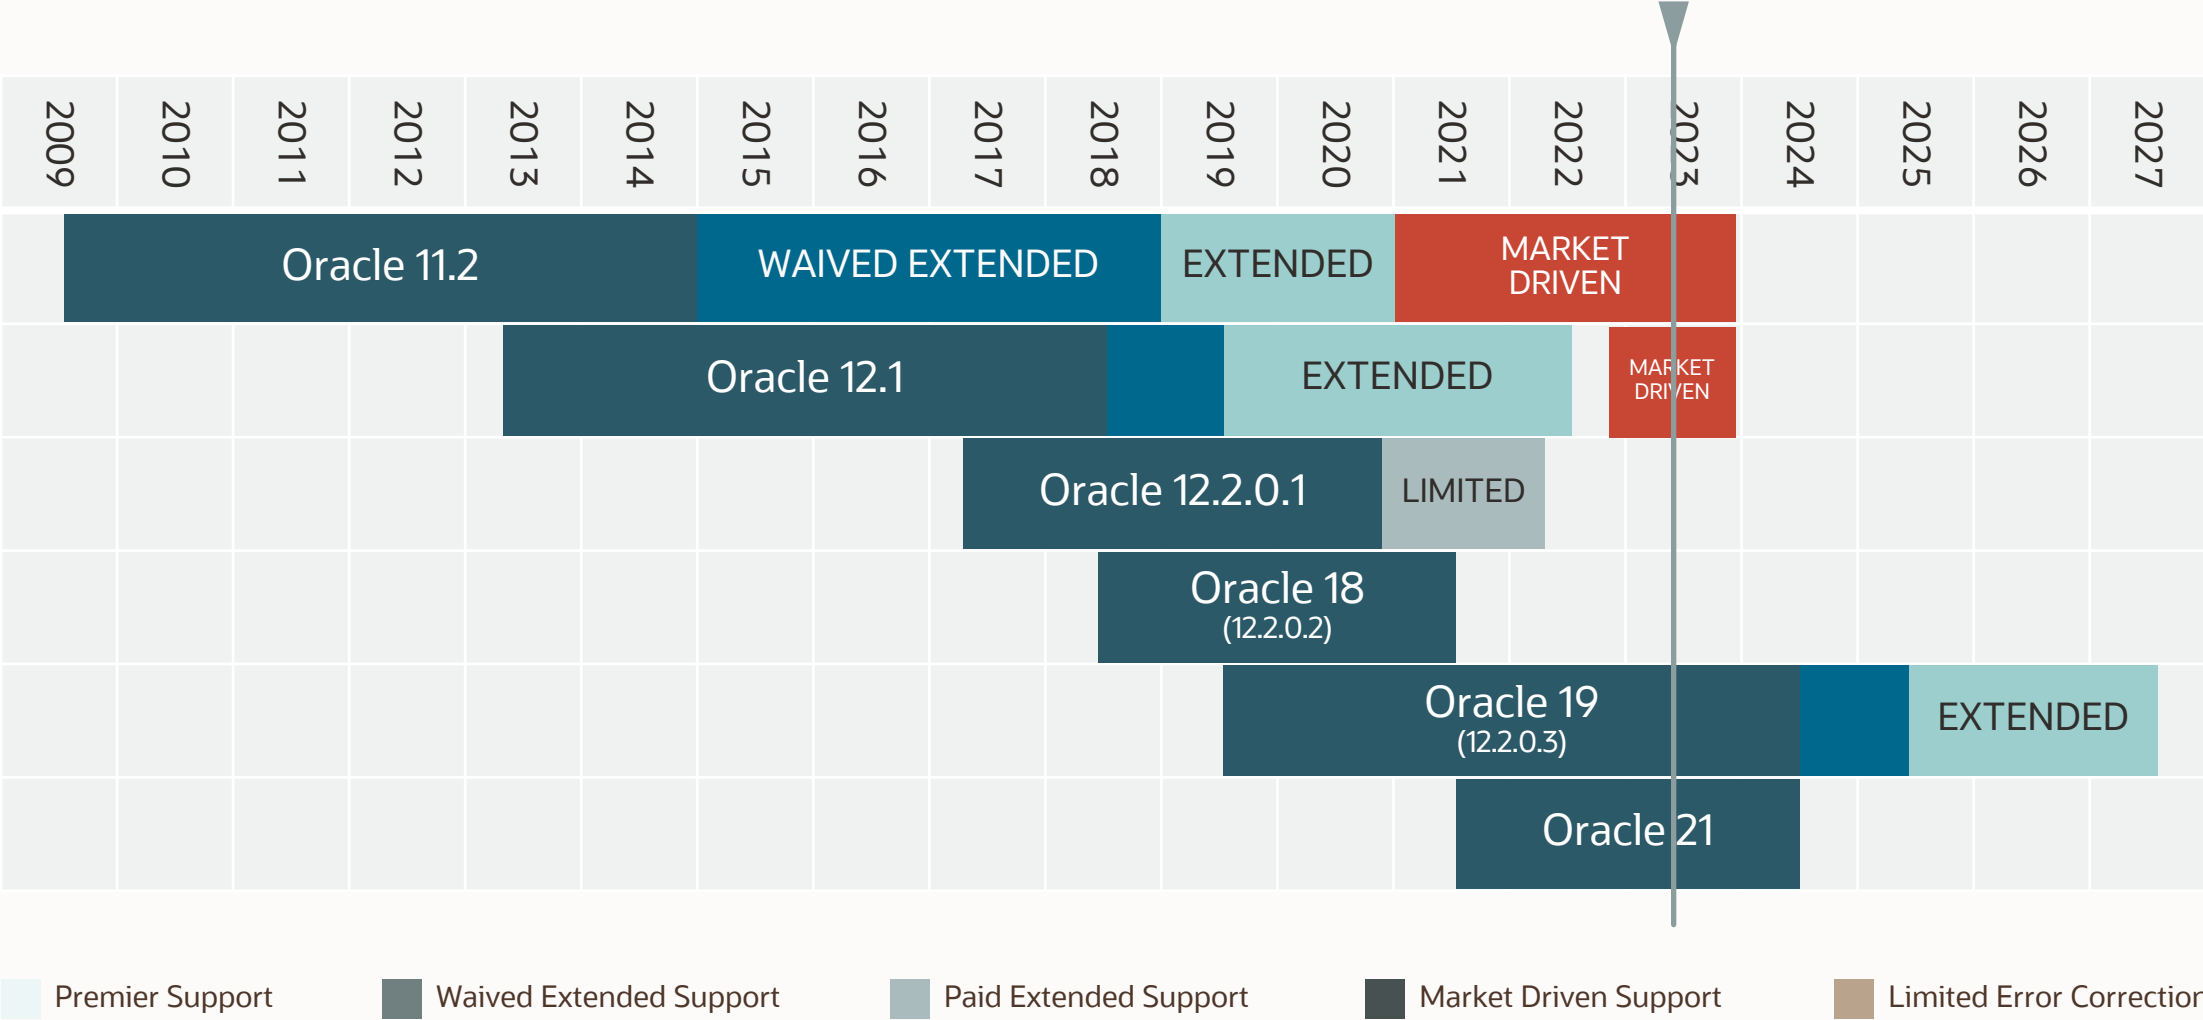 2009 2010 2011 2012 2013 2014 2015 2016 2017 2018 2019 2020 2021 2022 2023 2024 2025 2026 2027
Oracle 11.2 WAIVED EXTENDED EXTENDED MARKET
DRIVEN
Oracle 12.1 EXTENDED MARKET
DRIVEN
Oracle 12.2.0.1 LIMITED
Oracle 18
(12.2.0.2)
Oracle 19
(12.2.0.3)
EXTENDED
Oracle 21
Premier Support Waived Extended Support Paid Extended Support Market Driven Support Limited Error Correction